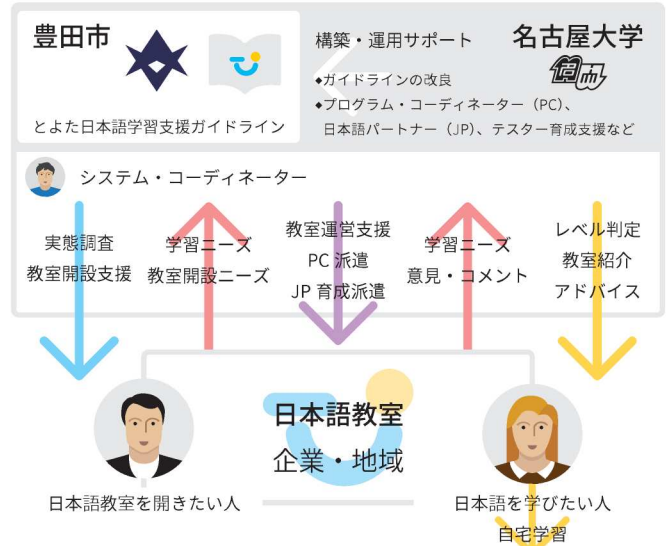 豊田市
とよた日本語学習支援ガイドライン
構築・運用サポート
名古屋大学
◆ガイドラインの改良
◆プログラム・コーディネーター（PC）、
日本語パートナー（JP）、テスター育成支援など
システム・コーディネーター
実態調査
教室開設支援
学習ニーズ
教室開設ニーズ
教室運営支援
PC 派遣
JP 育成派遣
学習ニーズ
意見・コメント
レベル判定
教室紹介
アドバイス
日本語教室
企業・地域
日本語教室を開きたい人
日本語を学びたい人
自宅学習